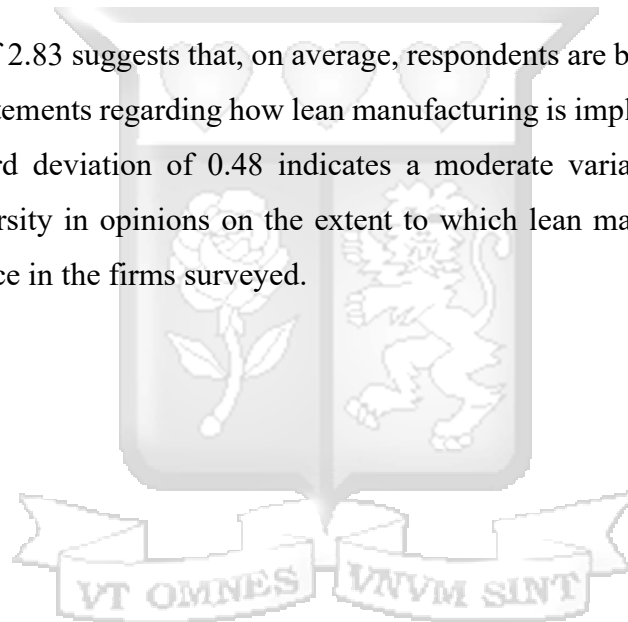 2.83 suggests that, on average, respondents are b
tements regarding how lean manufacturing is impl
rd deviation of 0.48 indicates a moderate varia
rsity in opinions on the extent to which lean ma
ce in the firms surveyed.
VT OMNES VNVM SINT